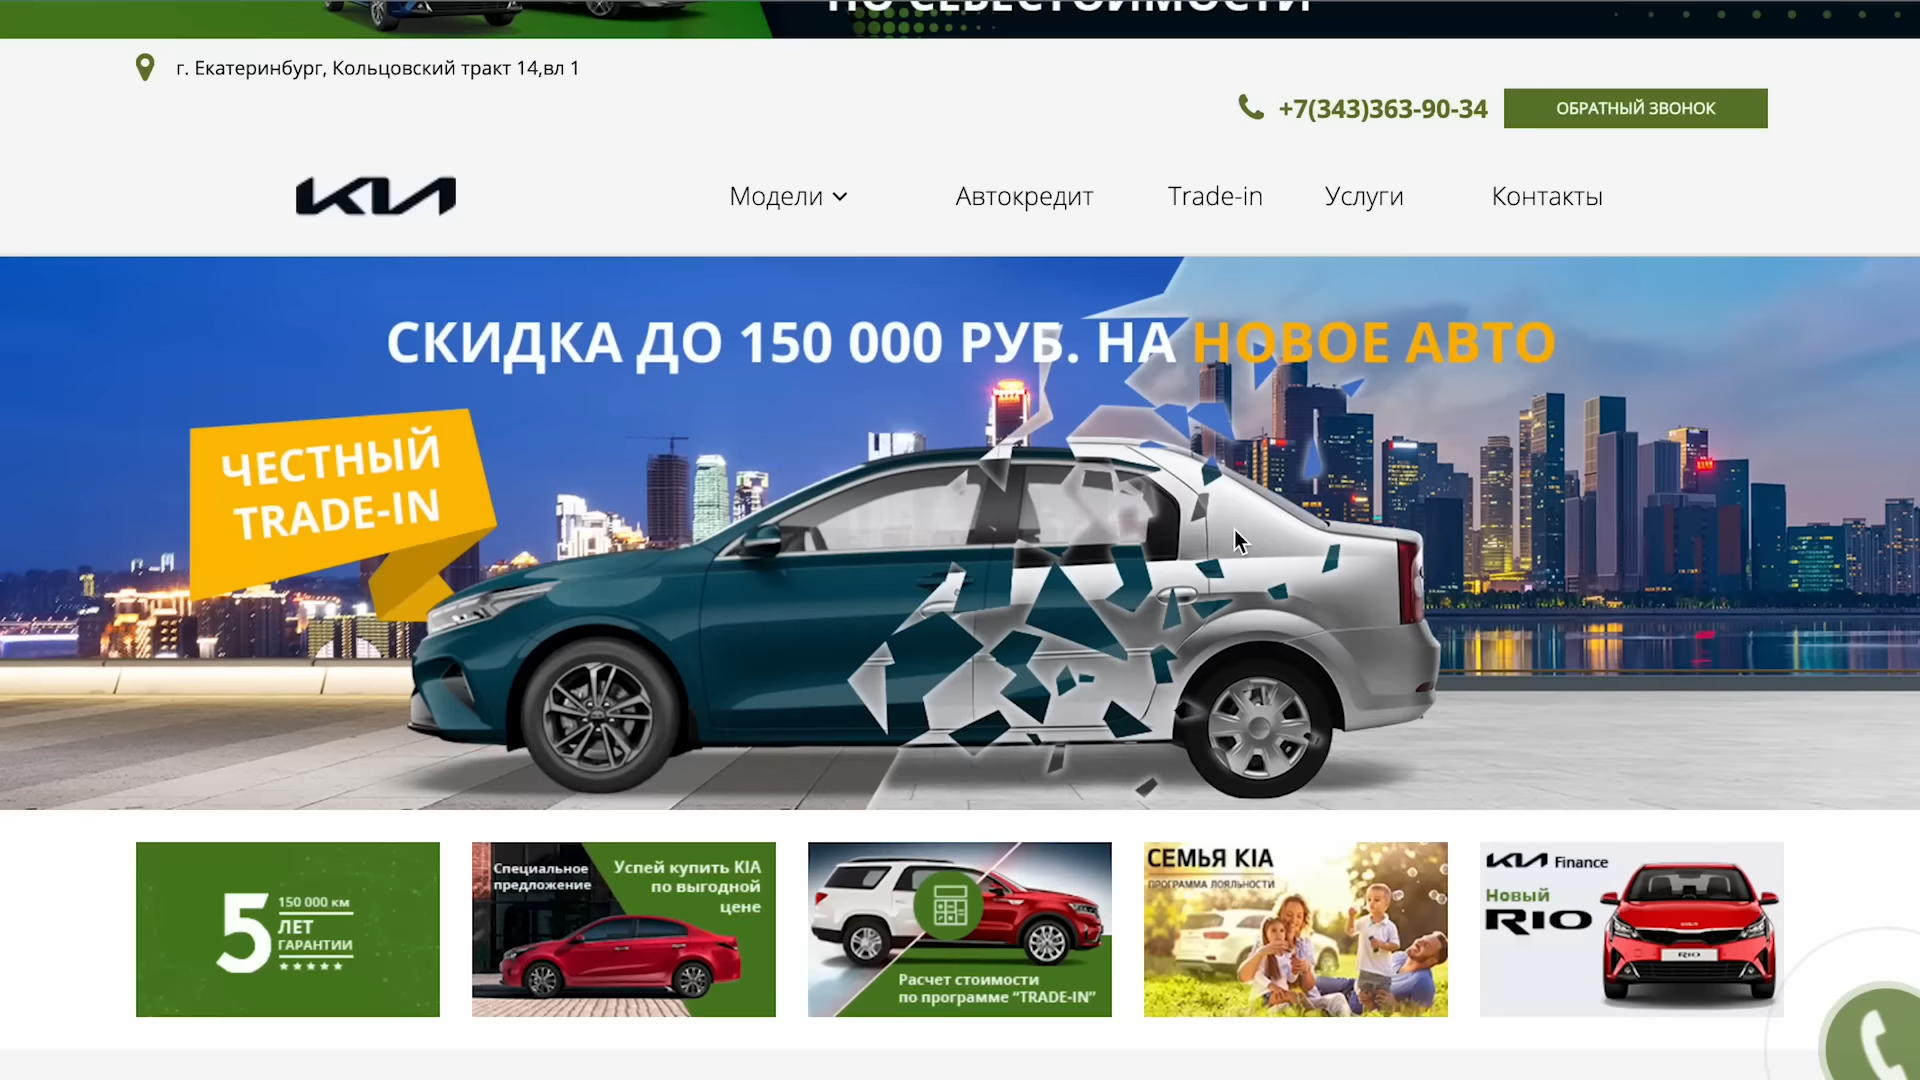 ПО СЕБЕСТОИМОСТИ
г. Екатеринбург, Кольцовский тракт 14,вл 1
+7(343)363-90-34
ОБРАТНЫЙ ЗВОНОК
KIA
Модели
Автокредит
Trade-in
Услуги
Контакты
СКИДКА ДО 150 000 РУБ. НА НОВОЕ АВТО
ЧЕСТНЫЙ
TRADE-IN
5
150 000 км
ЛЕТ
ГАРАНТИИ
Специальное
предложение
Успей купить KIA
по выгодной
цене
Расчет стоимости
по программе “TRADE-IN”
СЕМЬЯ KIA
ПРОГРАММА ЛОЯЛЬНОСТИ
KIA Finance
Новый
RIO
RIO